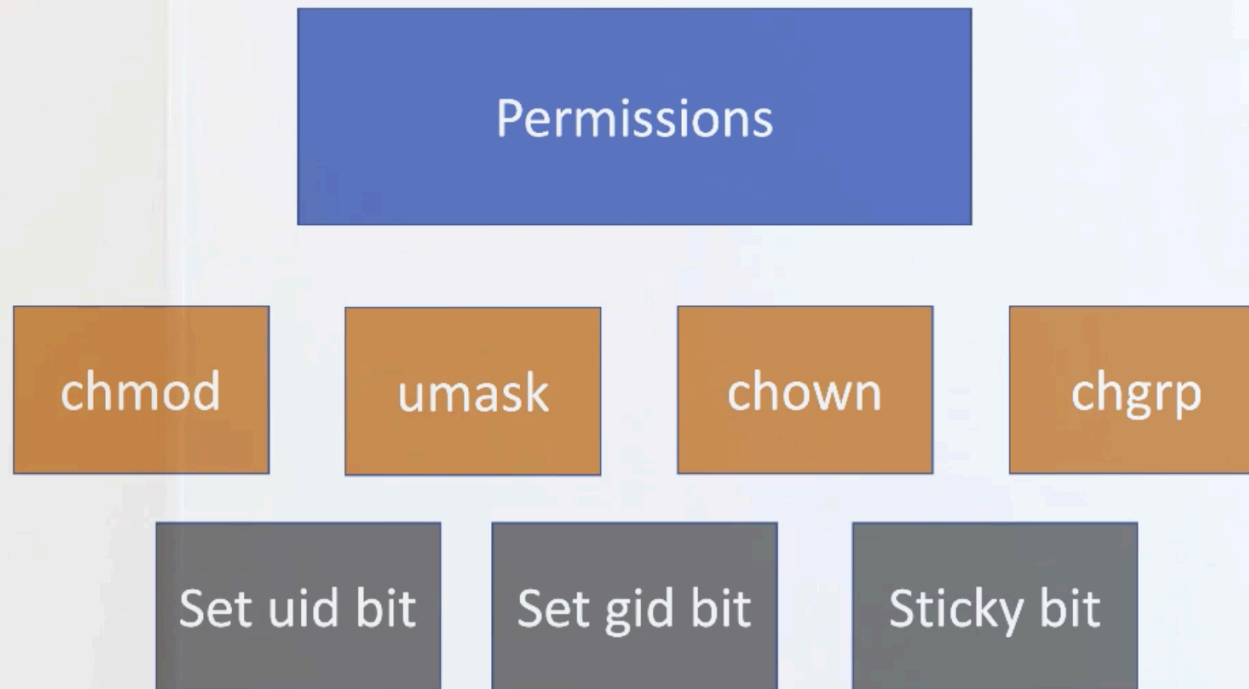 Permissions
chmod
umask
chown
chgrp
Set uid bit
Set gid bit
Sticky bit